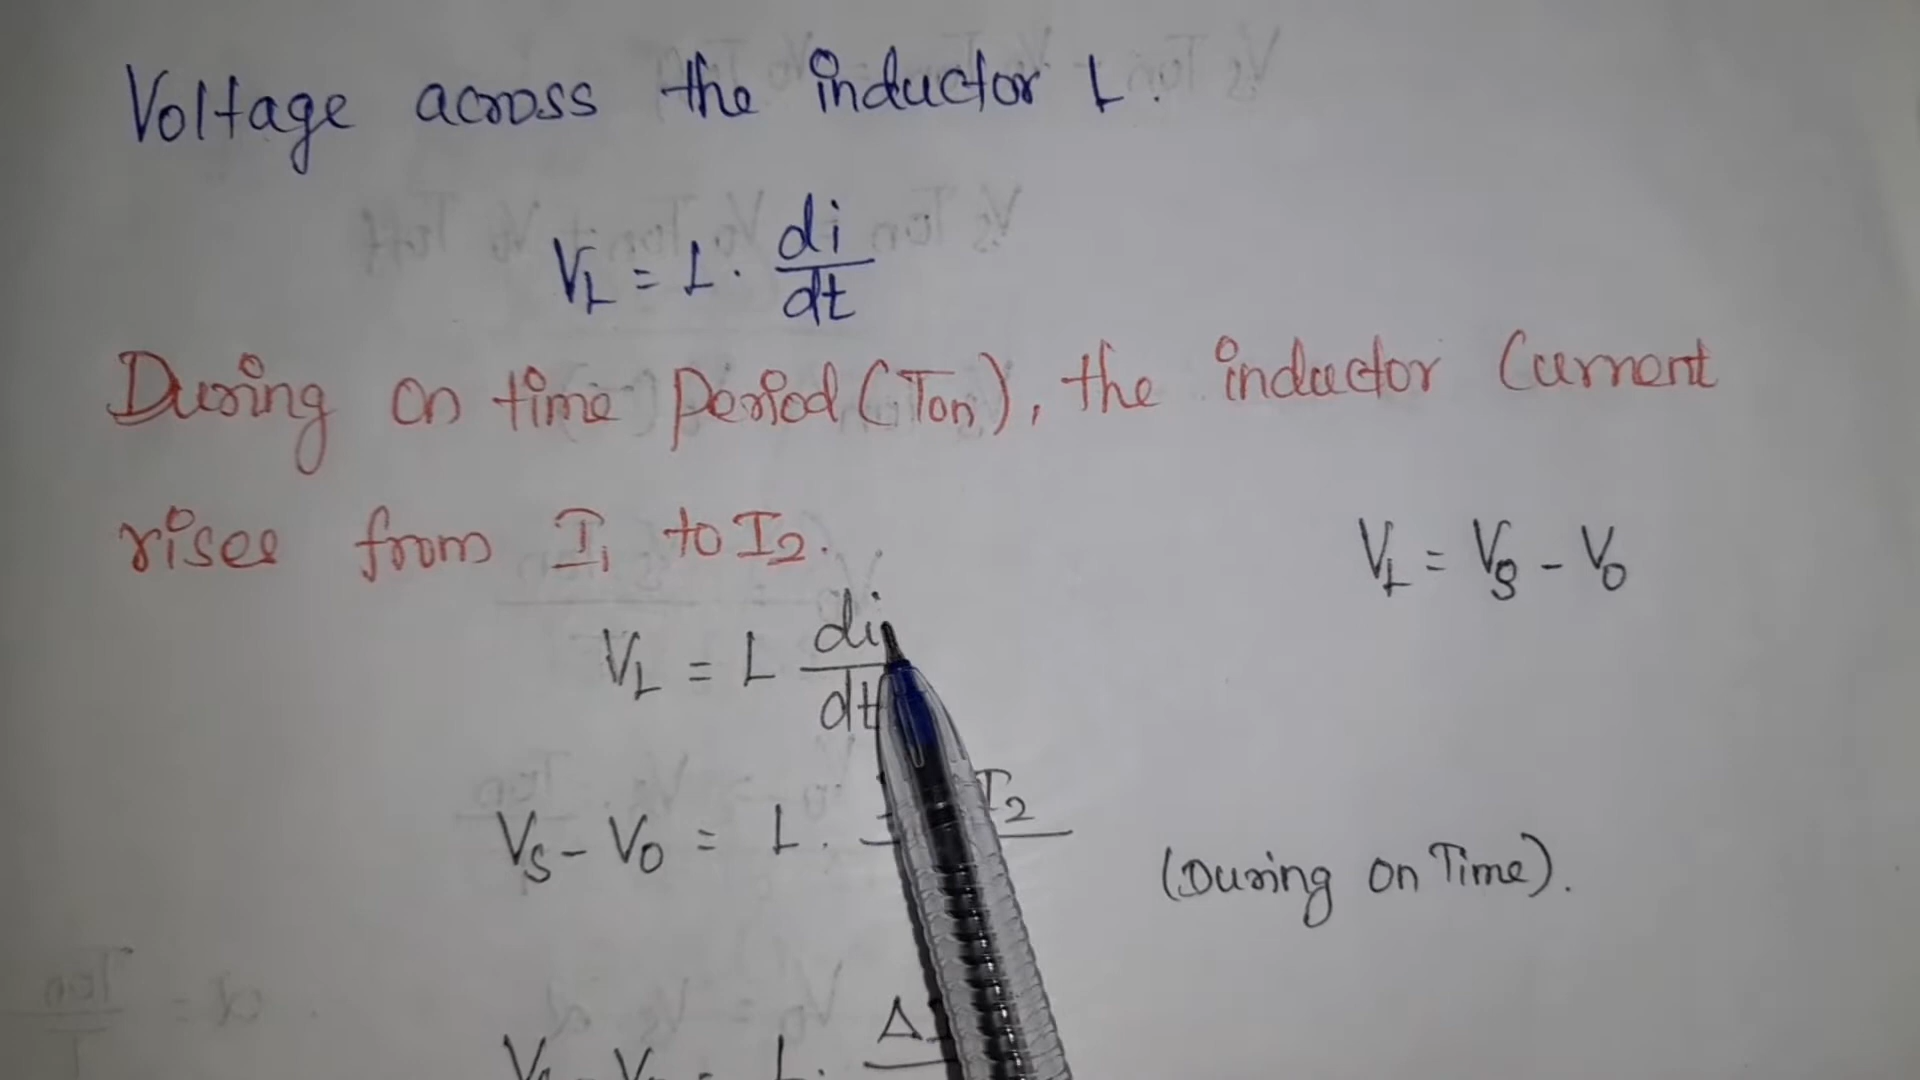 Voltage across the inductor L.
VL = L · di/dt
During on time period (Ton), the inductor Current
rises from I1 to I2.
VL = VS - VO
VL = L di/dt
VS - VO = L · I2
(During on Time).
L · Δ